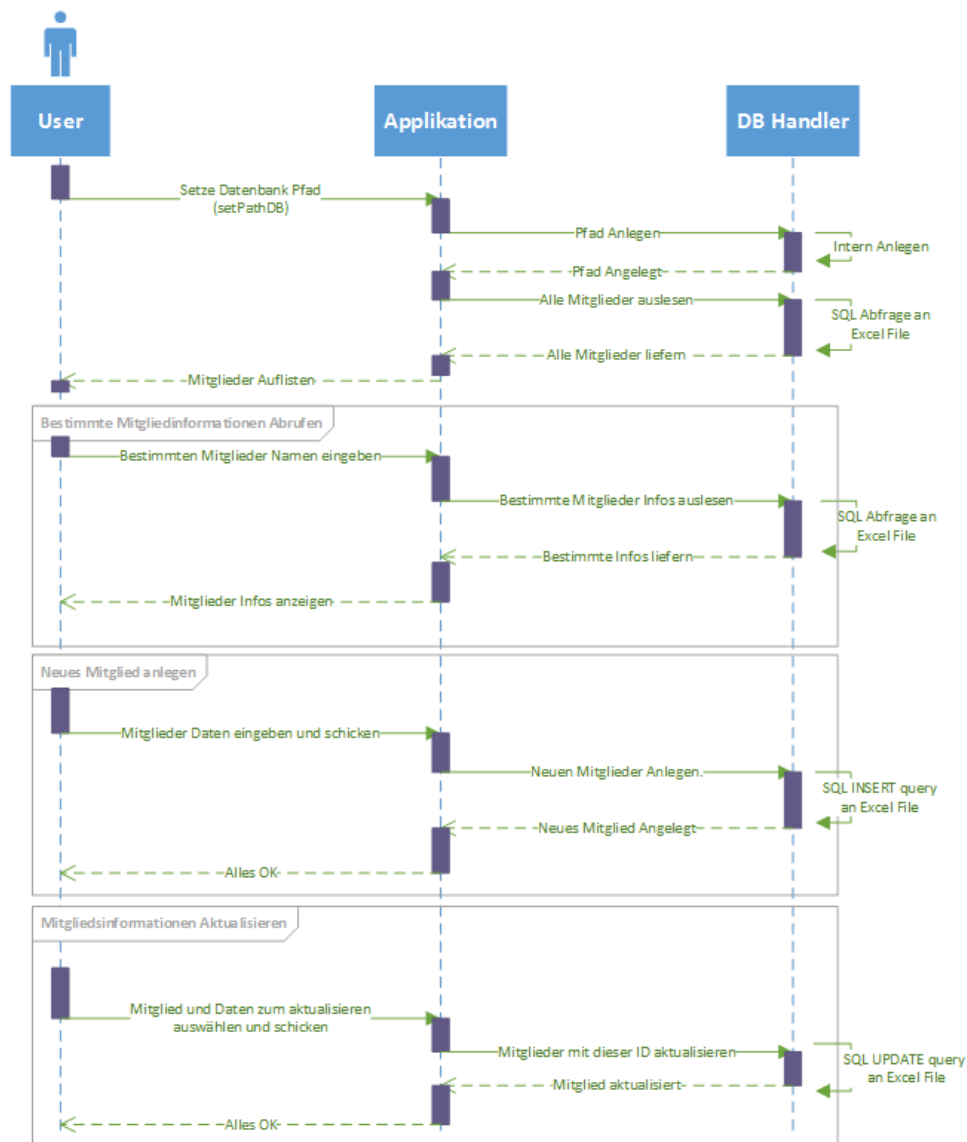 User
Applikation
DB Handler
Setze Datenbank Pfad
(setPathDB)
Pfad Anlegen
Intern Anlegen
Pfad Angelegt
Alle Mitglieder auslesen
SQL Abfrage an
Excel File
Alle Mitglieder liefern
Mitglieder Auflisten
Bestimmte Mitgliedinformationen Abrufen
Bestimmten Mitglieder Namen eingeben
Bestimmte Mitglieder Infos auslesen
SQL Abfrage an
Excel File
Bestimmte Infos liefern
Mitglieder Infos anzeigen
Neues Mitglied anlegen
Mitglieder Daten eingeben und schicken
Neuen Mitglieder Anlegen.
SQL INSERT query
an Excel File
Neues Mitglied Angelegt
Alles OK
Mitgliedsinformationen Aktualisieren
Mitglied und Daten zum aktualisieren
auswählen und schicken
Mitglieder mit dieser ID aktualisieren
SQL UPDATE query
an Excel File
Mitglied aktualisiert
Alles OK